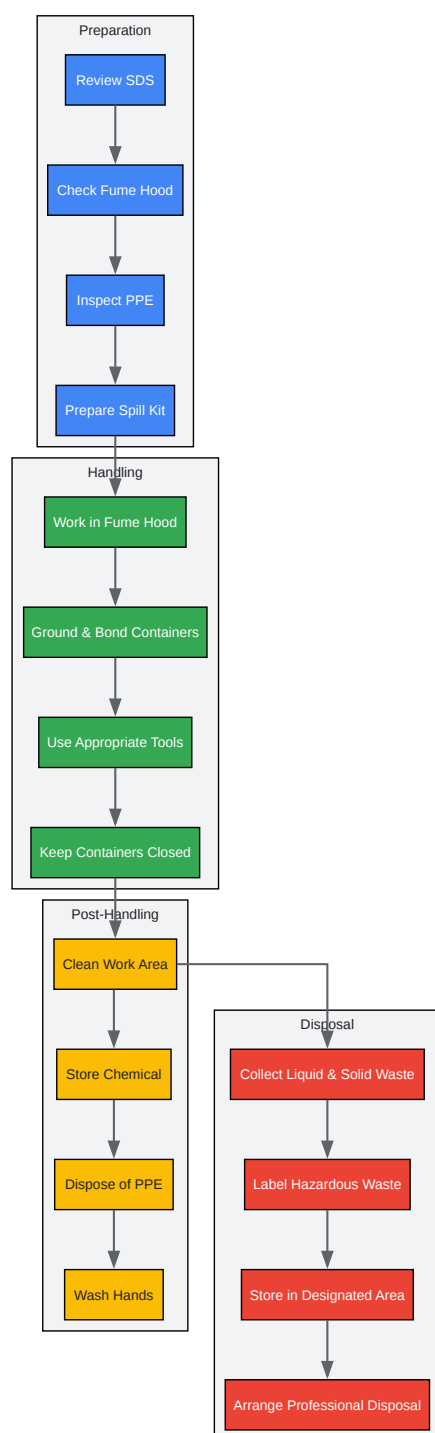 Preparation
Review SDS
Check Fume Hood
Inspect PPE
Prepare Spill Kit
Handling
Work in Fume Hood
Ground & Bond Containers
Use Appropriate Tools
Keep Containers Closed
Post-Handling
Clean Work Area
Store Chemical
Dispose of PPE
Wash Hands
Disposal
Collect Liquid & Solid Waste
Label Hazardous Waste
Store in Designated Area
Arrange Professional Disposal